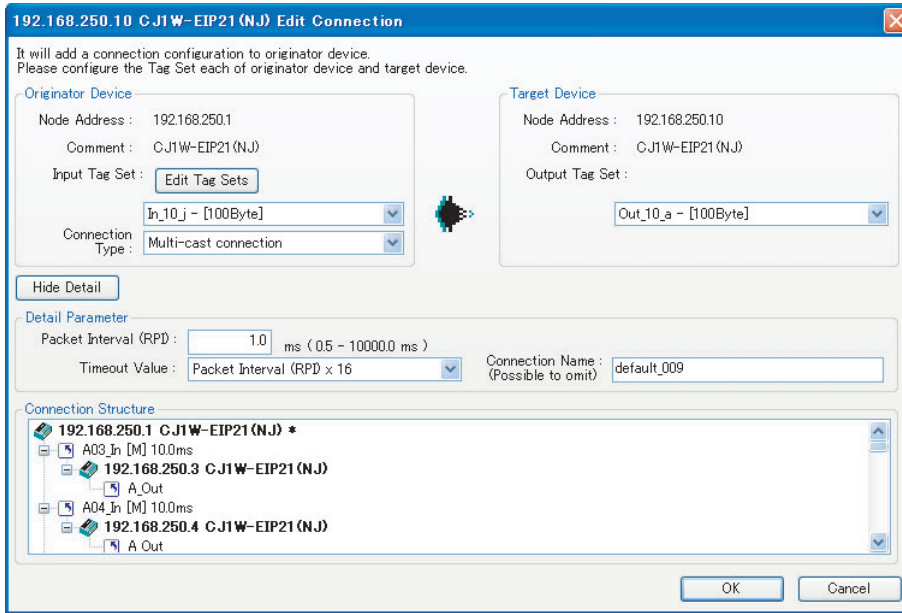 192.168.250.10 CJ1W-EIP21(NJ) Edit Connection
It will add a connection configuration to originator device.
Please configure the Tag Set each of originator device and target device.
Originator Device
Node Address : 192.168.250.1
Comment : CJ1W-EIP21(NJ)
Input Tag Set : Edit Tag Sets
In_10_j - [100Byte]
Connection Type : Multi-cast connection
Target Device
Node Address : 192.168.250.10
Comment : CJ1W-EIP21(NJ)
Output Tag Set :
Out_10_a - [100Byte]
Hide Detail
Detail Parameter
Packet Interval (RPI) : 1.0 ms ( 0.5 - 10000.0 ms )
Timeout Value : Packet Interval (RPI) x 16
Connection Name : (Possible to omit) default_009
Connection Structure
192.168.250.1 CJ1W-EIP21(NJ) *
A03_In [M] 10.0ms
192.168.250.3 CJ1W-EIP21(NJ)
A_Out
A04_In [M] 10.0ms
192.168.250.4 CJ1W-EIP21(NJ)
A_Out
OK Cancel